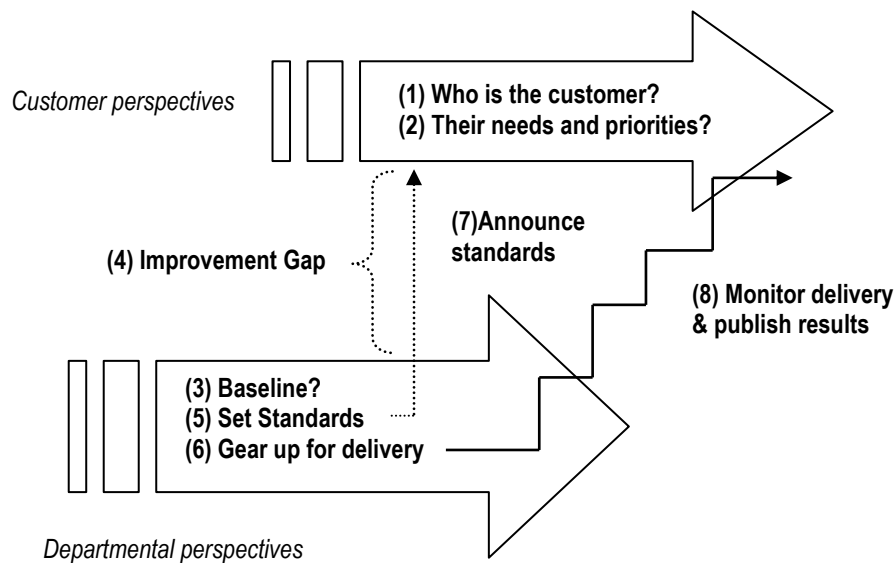 Customer perspectives
(1) Who is the customer?
(2) Their needs and priorities?
(7)Announce
standards
(4) Improvement Gap
(8) Monitor delivery
& publish results
(3) Baseline?
(5) Set Standards
(6) Gear up for delivery
Departmental perspectives